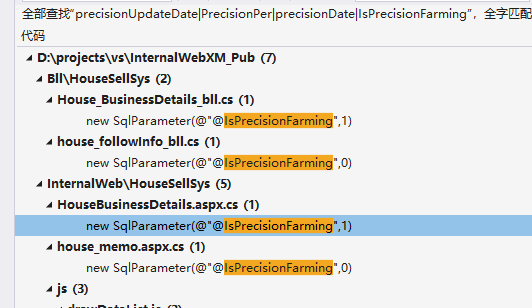 全部查找"precisionUpdateDate|PrecisionPer|precisionDate|IsPrecisionFarming", 全字匹配
代码
D:\projects\vs\InternalWebXM_Pub (7)
Bll\HouseSellSys (2)
House_BusinessDetails_bll.cs (1)
new SqlParameter(@"@IsPrecisionFarming",1)
house_followInfo_bll.cs (1)
new SqlParameter(@"@IsPrecisionFarming",0)
InternalWeb\HouseSellSys (5)
HouseBusinessDetails.aspx.cs (1)
new SqlParameter(@"@IsPrecisionFarming",1)
house_memo.aspx.cs (1)
new SqlParameter(@"@IsPrecisionFarming",0)
js (3)